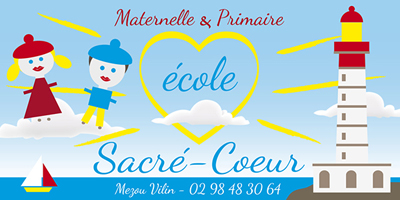 Maternelle & Primaire
école
Sacré-Coeur
Mezou Vilin - 02 98 48 30 64